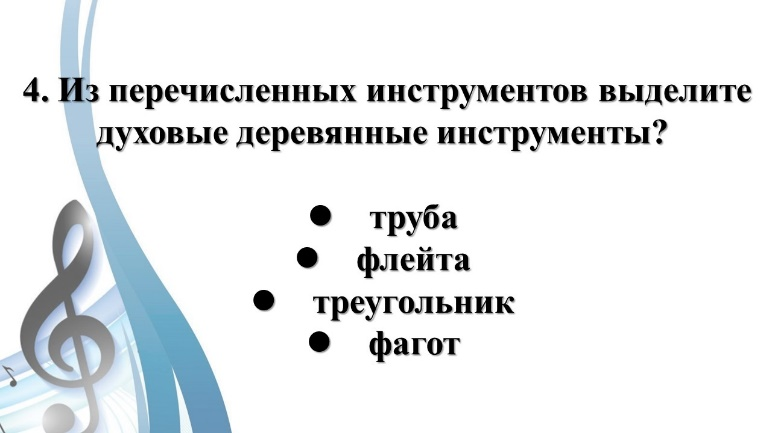 4. Из перечисленных инструментов выделите
духовые деревянные инструменты?
● труба
● флейта
● треугольник
● фагот